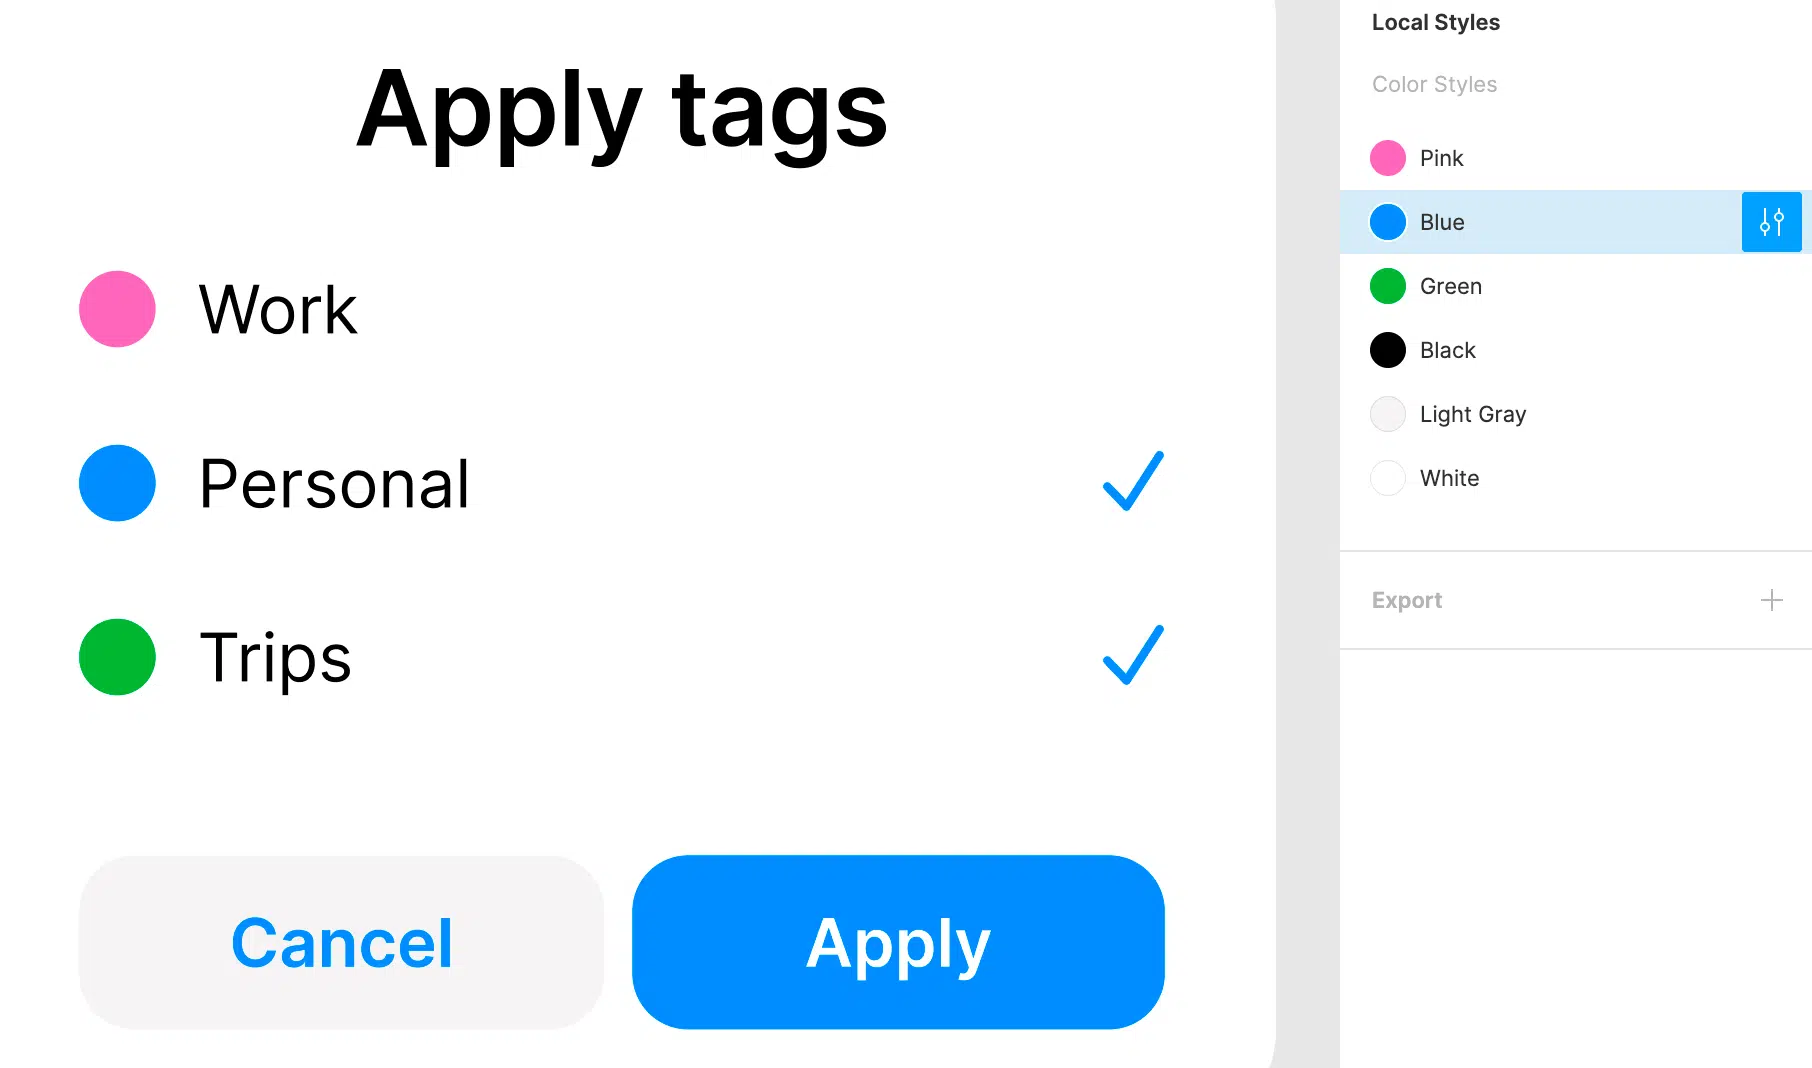 Apply tags
Work
Personal
Trips
Cancel
Apply
Local Styles
Color Styles
Pink
Blue
Green
Black
Light Gray
White
Export